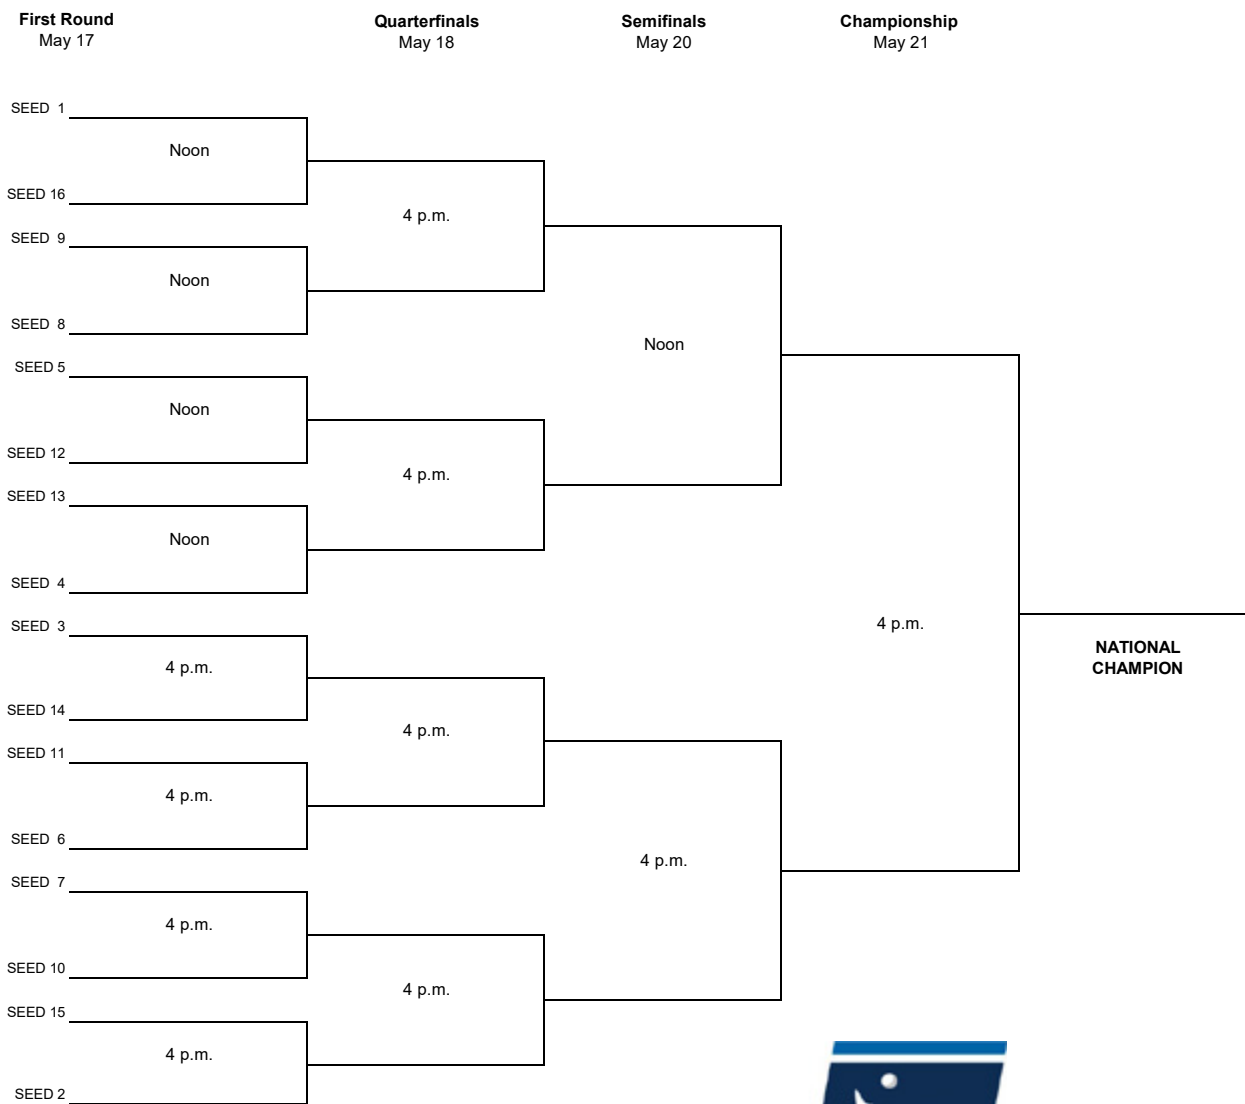 First Round
May 17
Quarterfinals
May 18
Semifinals
May 20
Championship
May 21
SEED 1
Noon
SEED 16
4 p.m.
SEED 9
Noon
SEED 8
Noon
SEED 5
Noon
SEED 12
4 p.m.
SEED 13
Noon
SEED 4
SEED 3
4 p.m.
4 p.m.
NATIONAL
CHAMPION
SEED 14
4 p.m.
SEED 11
4 p.m.
SEED 6
4 p.m.
SEED 7
4 p.m.
SEED 10
4 p.m.
SEED 15
4 p.m.
SEED 2